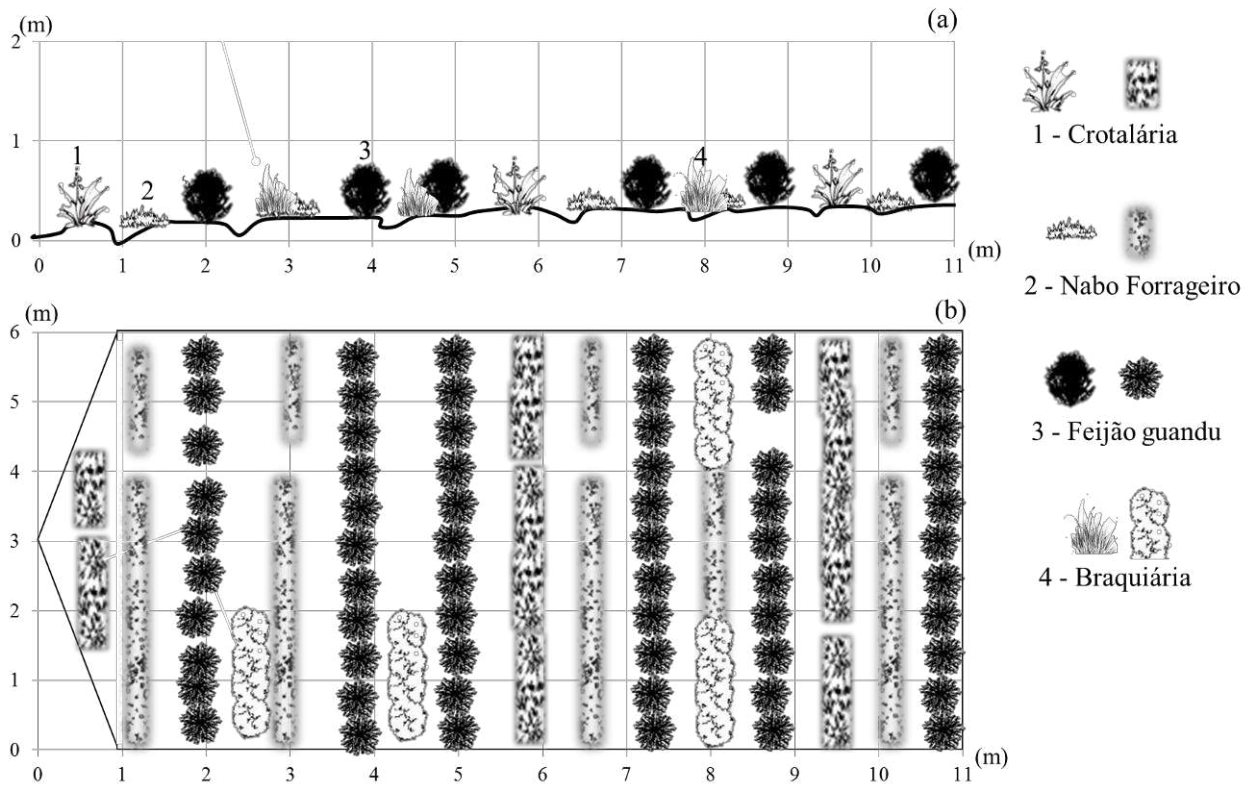 (m)
(a)
2
1
0
1
2
3
4
0 1 2 3 4 5 6 7 8 9 10 11
(m)
(m)
(b)
6
5
4
3
2
1
0
0 1 2 3 4 5 6 7 8 9 10 11
(m)
1 - Crotalária
2 - Nabo Forrageiro
3 - Feijão guandu
4 - Braquiária